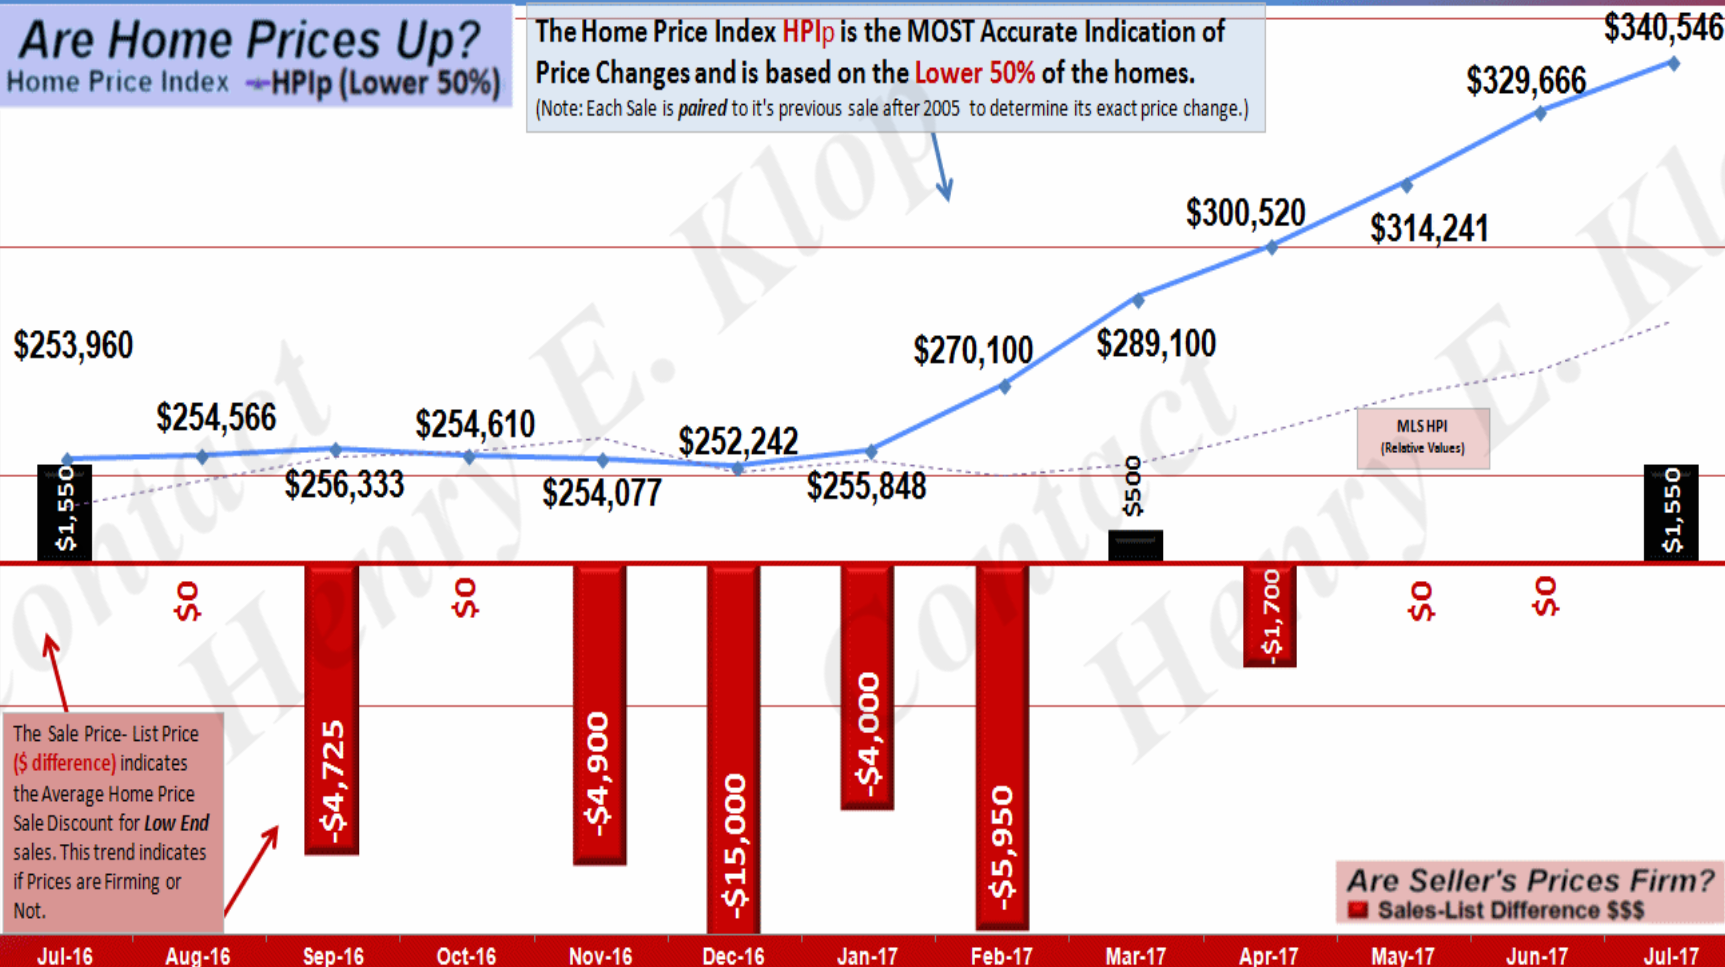 Are Home Prices Up?
Home Price Index HPIp (Lower 50%)
The Home Price Index HPIp is the MOST Accurate Indication of
Price Changes and is based on the Lower 50% of the homes.
(Note: Each Sale is paired to it's previous sale after 2005 to determine its exact price change.)
$340,546
$329,666
$300,520
$314,241
$253,960
$270,100
$289,100
$254,566
$254,610
$252,242
$256,333
$254,077
$255,848
MLS HPI
(Relative Values)
$1,550
$500
$1,550
$0
$0
-$1,700
$0
$0
-$4,725
-$4,900
-$15,000
-$4,000
-$5,950
The Sale Price- List Price
($ difference) indicates
the Average Home Price
Sale Discount for Low End
sales. This trend indicates
if Prices are Firming or
Not.
Are Seller's Prices Firm?
Sales-List Difference $$$
Jul-16 Aug-16 Sep-16 Oct-16 Nov-16 Dec-16 Jan-17 Feb-17 Mar-17 Apr-17 May-17 Jun-17 Jul-17
Contact
Henry E. Klop
Contact
Henry E. Kl